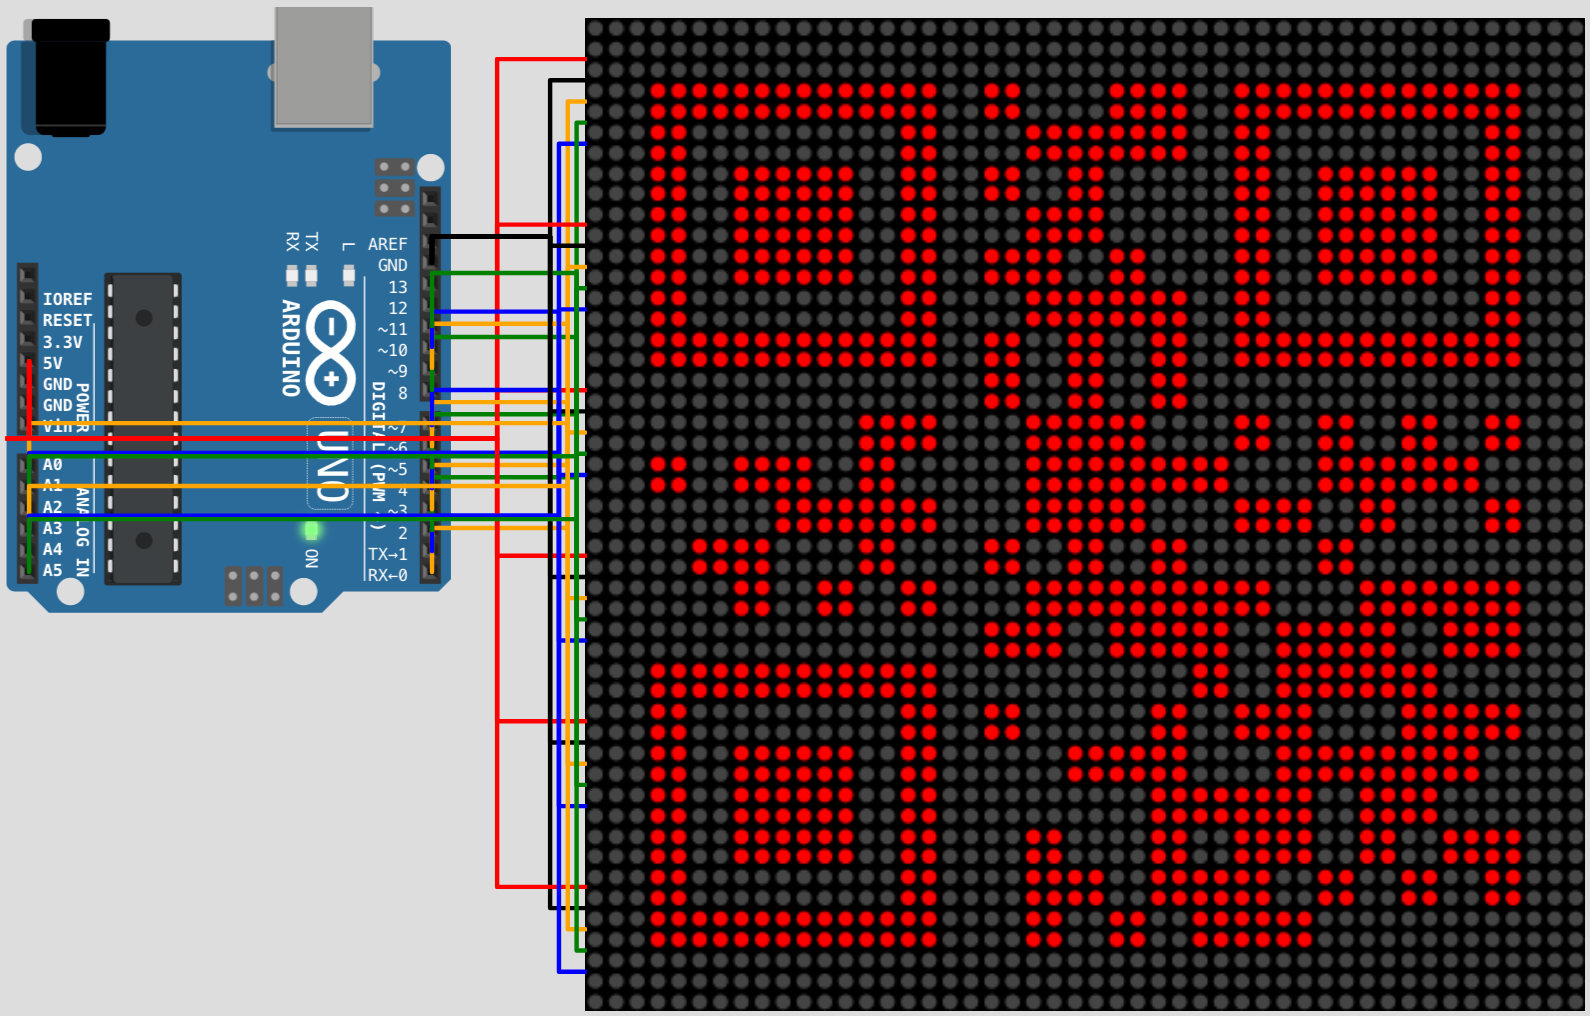 RX
TX
L
AREF
GND
13
12
~11
~10
~9
8
~7
~6
~5
4
~3
2
TX→1
RX←0
DIGITAL (PWM ~)
ARDUINO
UNO
ON
IOREF
RESET
3.3V
5V
GND
GND
Vin
POWER
A0
A1
A2
A3
A4
A5
ANALOG IN